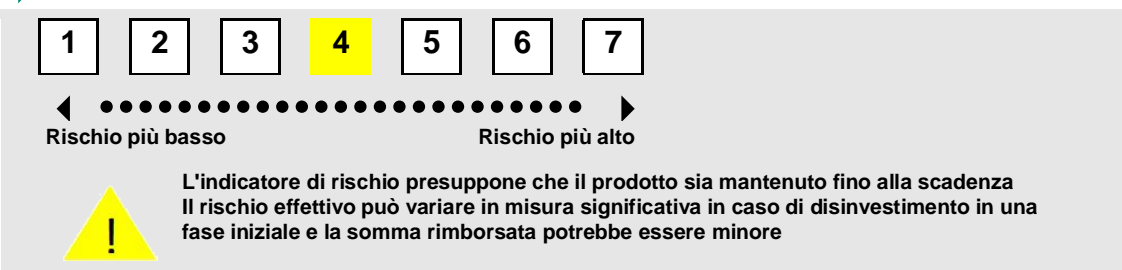 1 2 3 4 5 6 7
Rischio più basso Rischio più alto
L'indicatore di rischio presuppone che il prodotto sia mantenuto fino alla scadenza
Il rischio effettivo può variare in misura significativa in caso di disinvestimento in una
fase iniziale e la somma rimborsata potrebbe essere minore
!